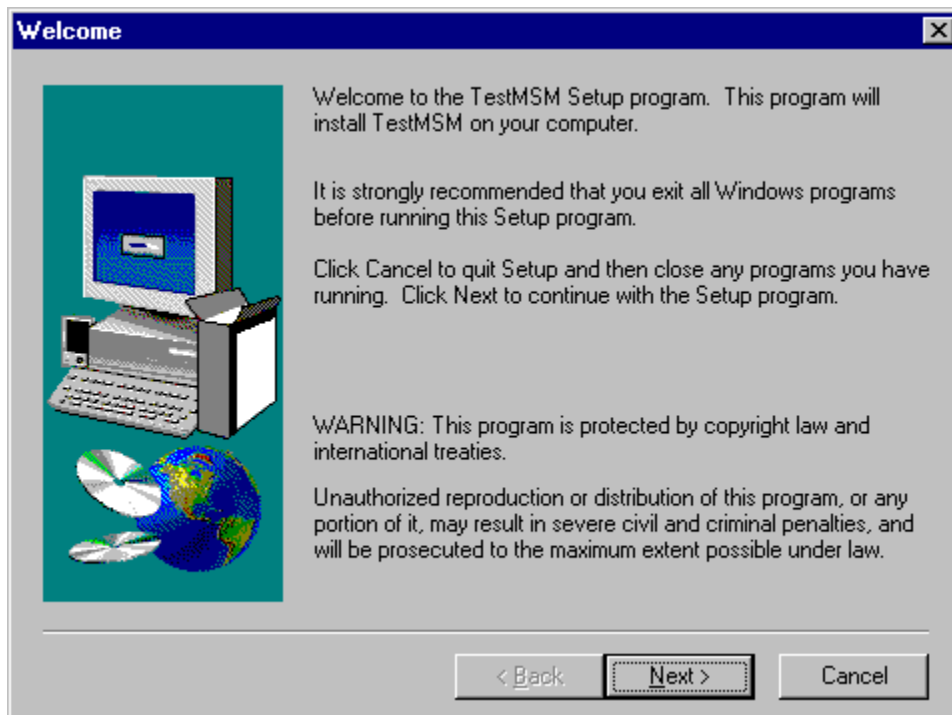 Welcome
Welcome to the TestMSM Setup program.  This program will
install TestMSM on your computer.
It is strongly recommended that you exit all Windows programs
before running this Setup program.
Click Cancel to quit Setup and then close any programs you have
running.  Click Next to continue with the Setup program.
WARNING: This program is protected by copyright law and
international treaties.
Unauthorized reproduction or distribution of this program, or any
portion of it, may result in severe civil and criminal penalties, and
will be prosecuted to the maximum extent possible under law.
< Back
Next >
Cancel